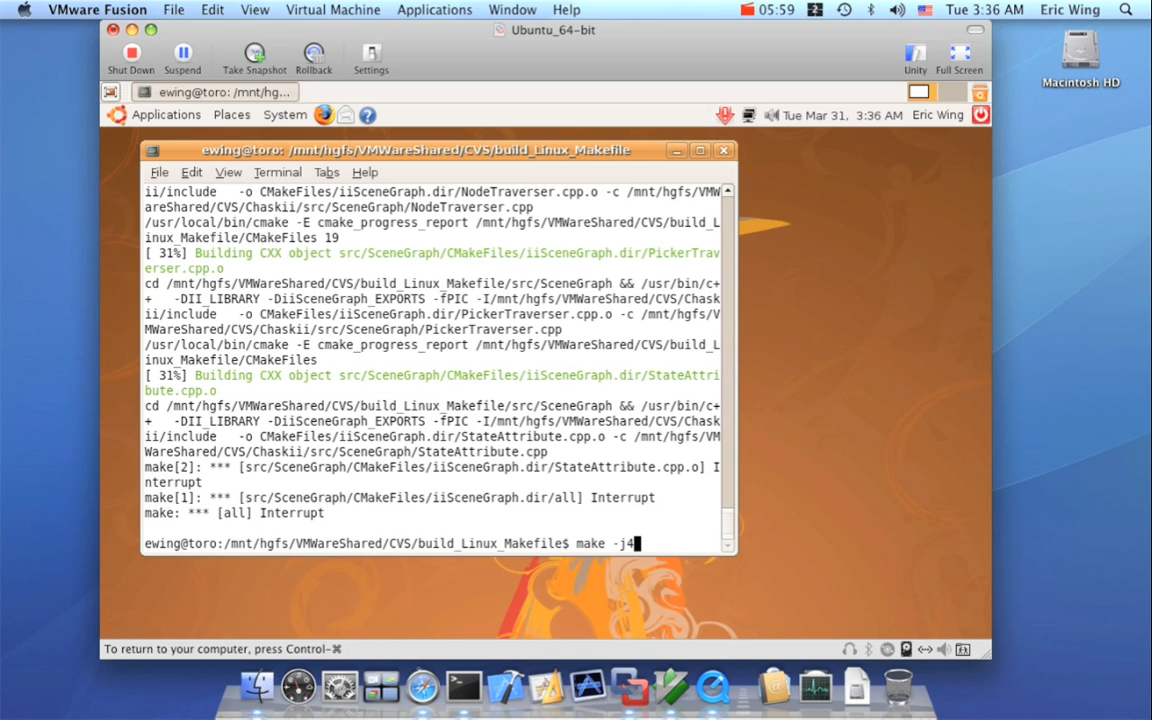 VMware Fusion File Edit View Virtual Machine Applications Window Help 05:59 2 Tue 3:36 AM Eric Wing
Ubuntu_64-bit
Shut Down Suspend Take Snapshot Rollback Settings Unity Full Screen
Macintosh HD
ewing@toro: /mnt/hg...
Applications Places System Tue Mar 31, 3:36 AM Eric Wing
ewing@toro: /mnt/hgfs/VMWareShared/CVS/build_Linux_Makefile
File Edit View Terminal Tabs Help
ii/include   -o CMakeFiles/iiSceneGraph.dir/NodeTraverser.cpp.o -c /mnt/hgfs/VMW
areShared/CVS/Chaskii/src/SceneGraph/NodeTraverser.cpp
/usr/local/bin/cmake -E cmake_progress_report /mnt/hgfs/VMWareShared/CVS/build_L
inux_Makefile/CMakeFiles 19
[ 31%] Building CXX object src/SceneGraph/CMakeFiles/iiSceneGraph.dir/PickerTrav
erser.cpp.o
cd /mnt/hgfs/VMWareShared/CVS/build_Linux_Makefile/src/SceneGraph && /usr/bin/c+
+   -DII_LIBRARY -DiiSceneGraph_EXPORTS -fPIC -I/mnt/hgfs/VMWareShared/CVS/Chask
ii/include   -o CMakeFiles/iiSceneGraph.dir/PickerTraverser.cpp.o -c /mnt/hgfs/V
MWareShared/CVS/Chaskii/src/SceneGraph/PickerTraverser.cpp
/usr/local/bin/cmake -E cmake_progress_report /mnt/hgfs/VMWareShared/CVS/build_L
inux_Makefile/CMakeFiles
[ 31%] Building CXX object src/SceneGraph/CMakeFiles/iiSceneGraph.dir/StateAttri
bute.cpp.o
cd /mnt/hgfs/VMWareShared/CVS/build_Linux_Makefile/src/SceneGraph && /usr/bin/c+
+   -DII_LIBRARY -DiiSceneGraph_EXPORTS -fPIC -I/mnt/hgfs/VMWareShared/CVS/Chask
ii/include   -o CMakeFiles/iiSceneGraph.dir/StateAttribute.cpp.o -c /mnt/hgfs/VM
WareShared/CVS/Chaskii/src/SceneGraph/StateAttribute.cpp
make[2]: *** [src/SceneGraph/CMakeFiles/iiSceneGraph.dir/StateAttribute.cpp.o] I
nterrupt
make[1]: *** [src/SceneGraph/CMakeFiles/iiSceneGraph.dir/all] Interrupt
make: *** [all] Interrupt
ewing@toro:/mnt/hgfs/VMWareShared/CVS/build_Linux_Makefile$ make -j4
To return to your computer, press Control-⌘